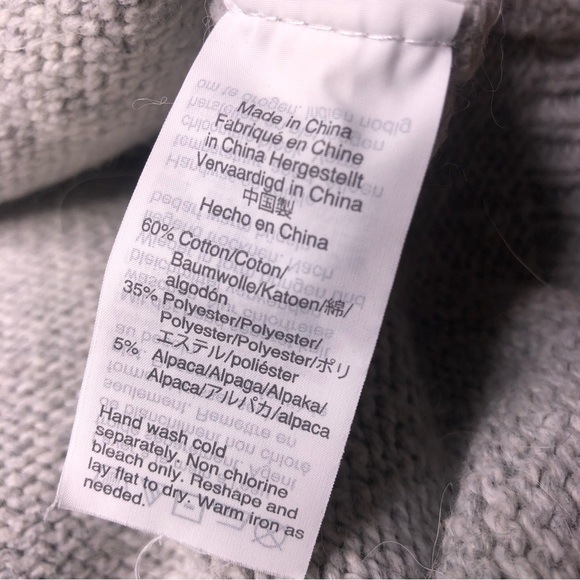 Made in China
Fabriqué en Chine
in China Hergestellt
Vervaardigd in China
中国製
Hecho en China
60% Cotton/Coton/
Baumwolle/Katoen/綿/
algodón
35% Polyester/Polyester/
Polyester/Polyester/ポリ
エステル/poliéster
5% Alpaca/Alpaga/Alpaka/
Alpaca/アルパカ/alpaca
Hand wash cold
separately. Non chlorine
bleach only. Reshape and
lay flat to dry. Warm iron as
needed.